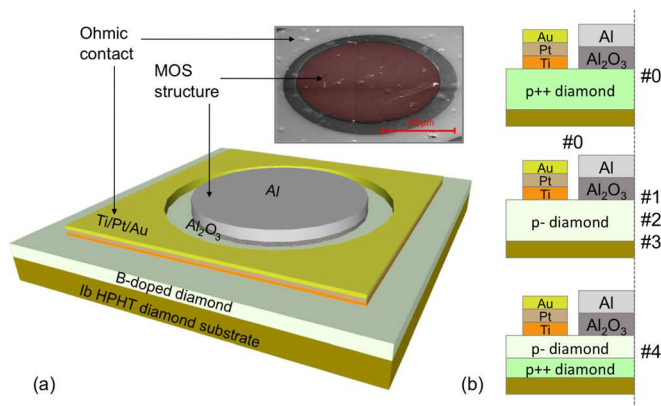 Ohmic
contact
MOS
structure
Al
Ti/Pt/Au
Al₂O₃
B-doped diamond
Ib HPHT diamond substrate
(a)
Au
Pt
Ti
Al
Al₂O₃
p++ diamond
#0
#0
Au
Pt
Ti
Al
Al₂O₃
p- diamond
#1
#2
#3
Au
Pt
Ti
Al
Al₂O₃
p- diamond
p++ diamond
#4
(b)